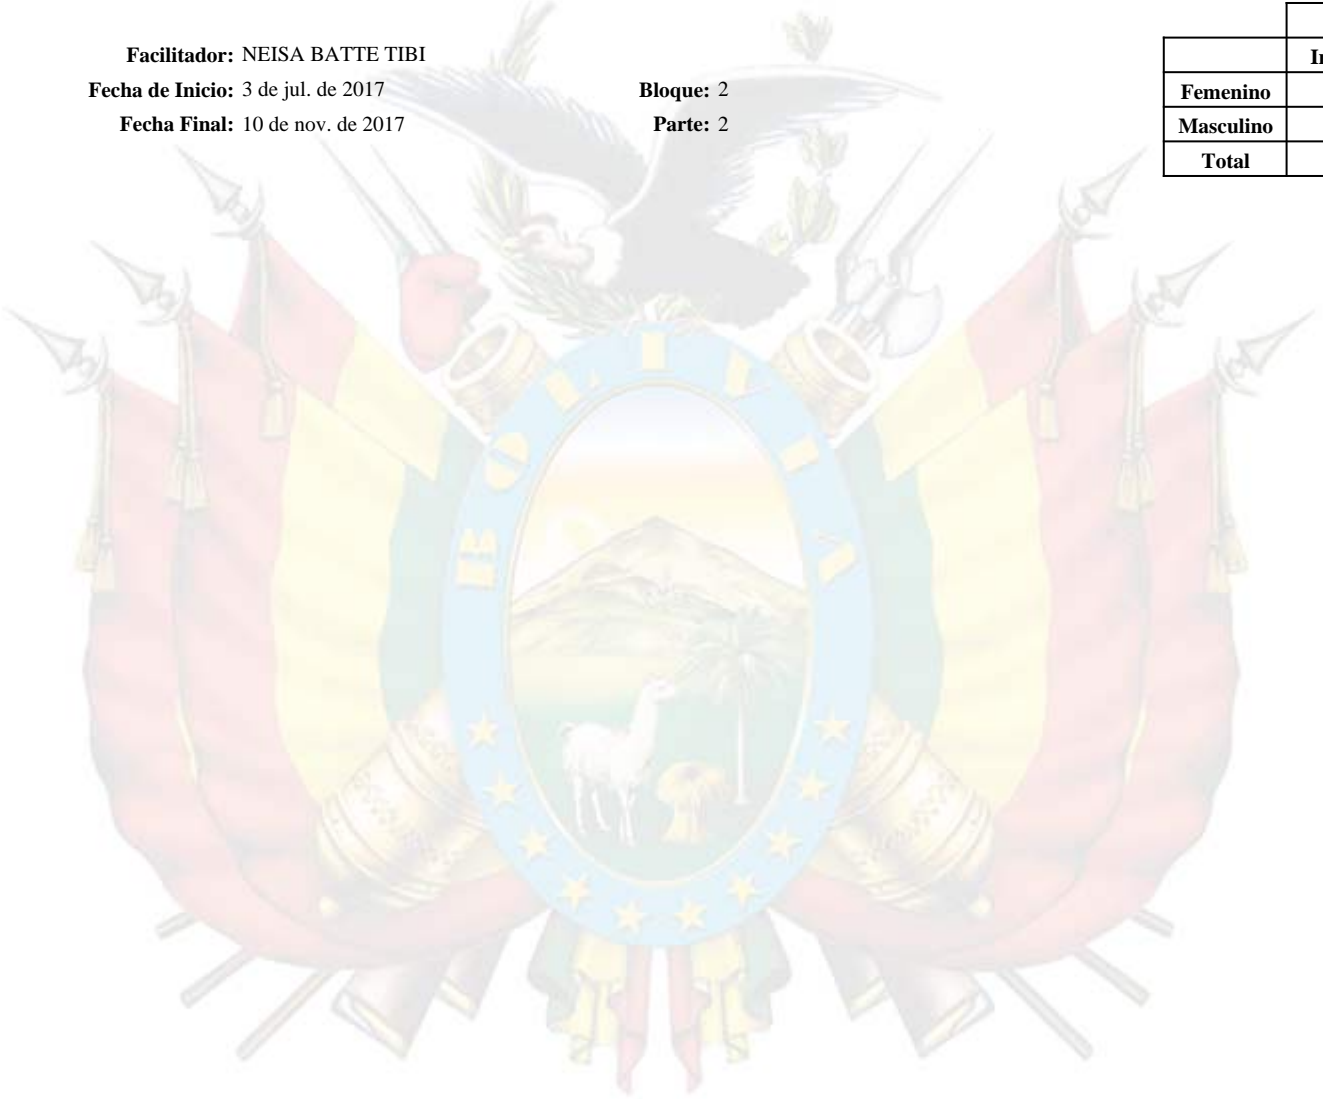 Facilitador: NEISA BATTE TIBI
Fecha de Inicio: 3 de jul. de 2017 Bloque: 2
Fecha Final: 10 de nov. de 2017 Parte: 2
Femenino
Masculino
Total
BOLIVIA